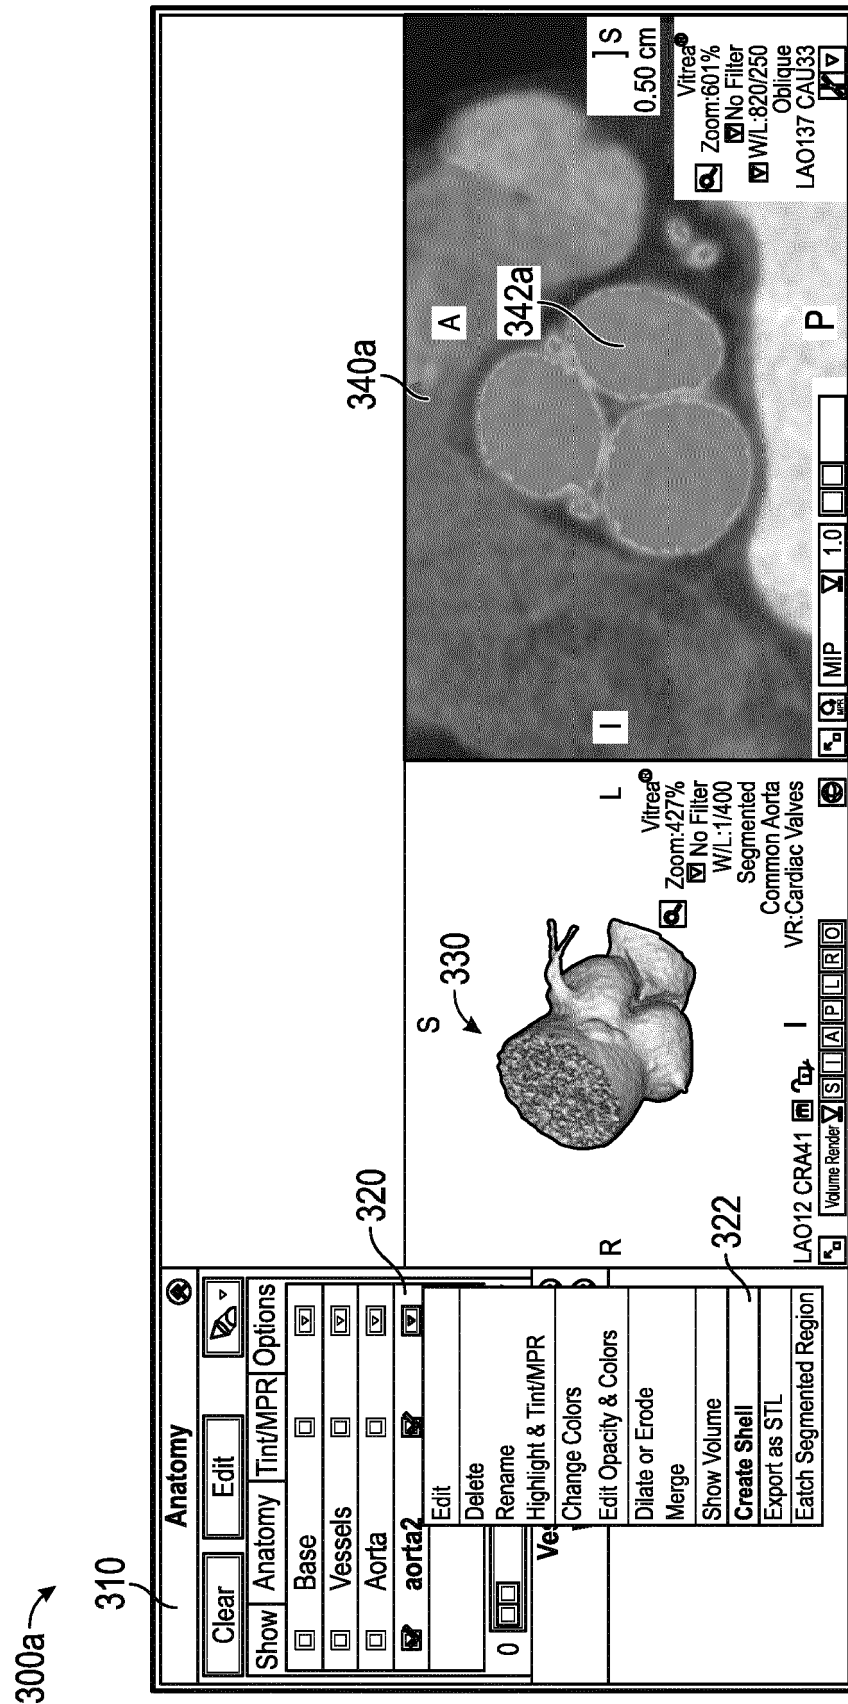 300a
310
Anatomy
Clear Edit
Show Anatomy Tint/MPR Options
Base
Vessels
Aorta
aorta2
320
0
Ves
Edit
Delete
Rename
Highlight & Tint/MPR
Change Colors
Edit Opacity & Colors
Dilate or Erode
Merge
Show Volume
Create Shell
Export as STL
Eatch Segmented Region
322
S
330
R
L
Vitrea®
Zoom:427%
No Filter
W/L:1/400
Segmented
Common Aorta
VR:Cardiac Valves
LAO12 CRA41
I
Volume Render S I A P L R O
340a
A
342a
I
P
] S
0.50 cm
Vitrea®
Zoom:601%
No Filter
W/L:820/250
Oblique
LAO137 CAU33
MPR MIP 1.0